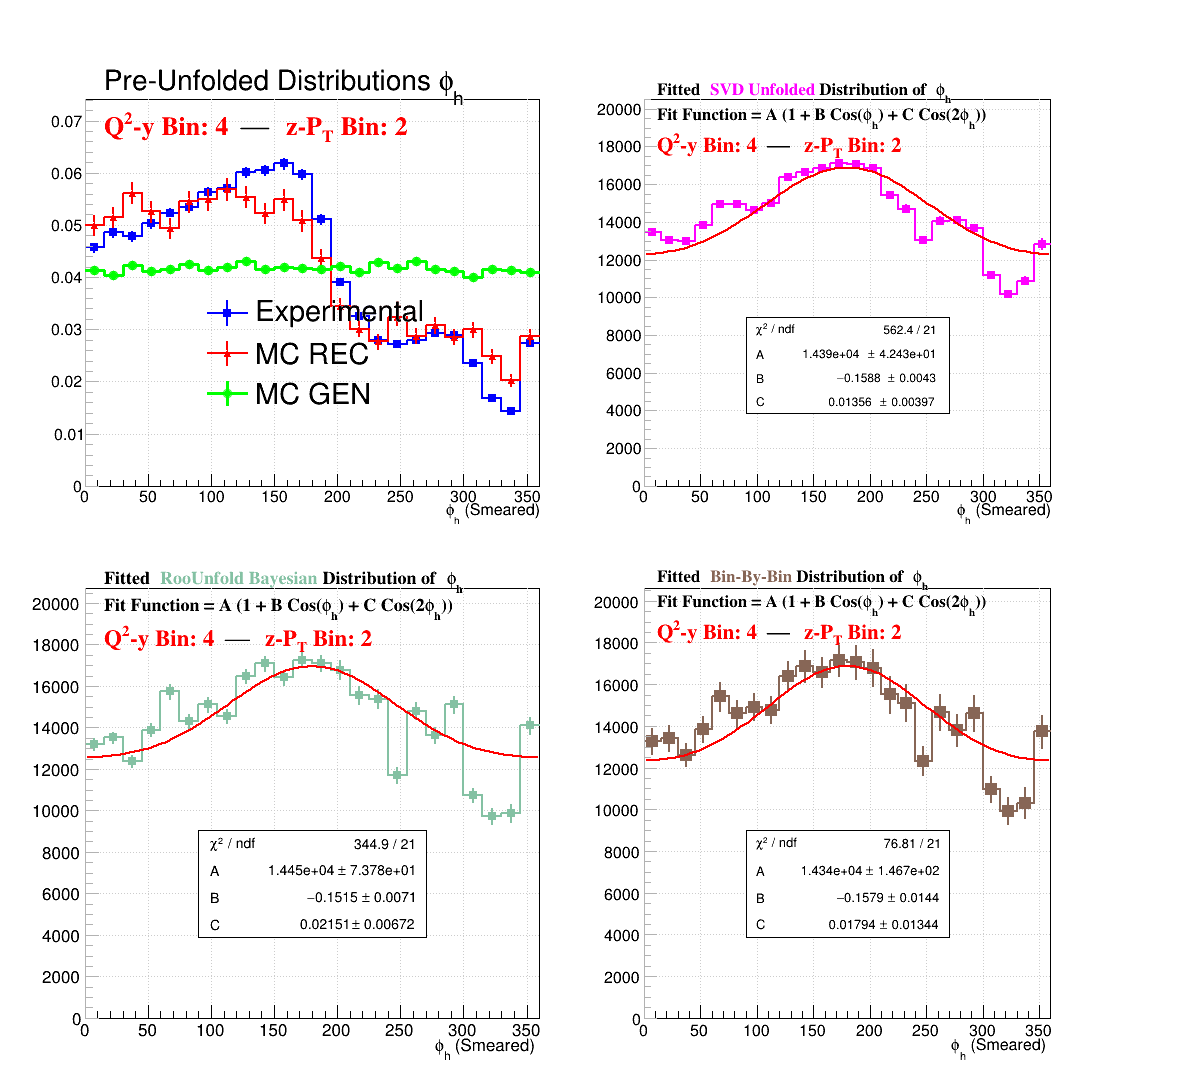 Pre-Unfolded Distributions ϕh
Q²-y Bin: 4 — z-PT Bin: 2
0.07
0.06
0.05
0.04
0.03
0.02
0.01
0
Experimental
MC REC
MC GEN
0 50 100 150 200 250 300 350
ϕh (Smeared)
Fitted SVD Unfolded Distribution of ϕh
Fit Function = A (1 + B Cos(ϕh) + C Cos(2ϕh))
Q²-y Bin: 4 — z-PT Bin: 2
20000
18000
16000
14000
12000
10000
8000
6000
4000
2000
0
χ² / ndf 562.4 / 21
A 1.439e+04 ± 4.243e+01
B −0.1588 ± 0.0043
C 0.01356 ± 0.00397
0 50 100 150 200 250 300 350
ϕh (Smeared)
Fitted RooUnfold Bayesian Distribution of ϕh
Fit Function = A (1 + B Cos(ϕh) + C Cos(2ϕh))
Q²-y Bin: 4 — z-PT Bin: 2
20000
18000
16000
14000
12000
10000
8000
6000
4000
2000
0
χ² / ndf 344.9 / 21
A 1.445e+04 ± 7.378e+01
B −0.1515 ± 0.0071
C 0.02151 ± 0.00672
0 50 100 150 200 250 300 350
ϕh (Smeared)
Fitted Bin-By-Bin Distribution of ϕh
Fit Function = A (1 + B Cos(ϕh) + C Cos(2ϕh))
Q²-y Bin: 4 — z-PT Bin: 2
20000
18000
16000
14000
12000
10000
8000
6000
4000
2000
0
χ² / ndf 76.81 / 21
A 1.434e+04 ± 1.467e+02
B −0.1579 ± 0.0144
C 0.01794 ± 0.01344
0 50 100 150 200 250 300 350
ϕh (Smeared)